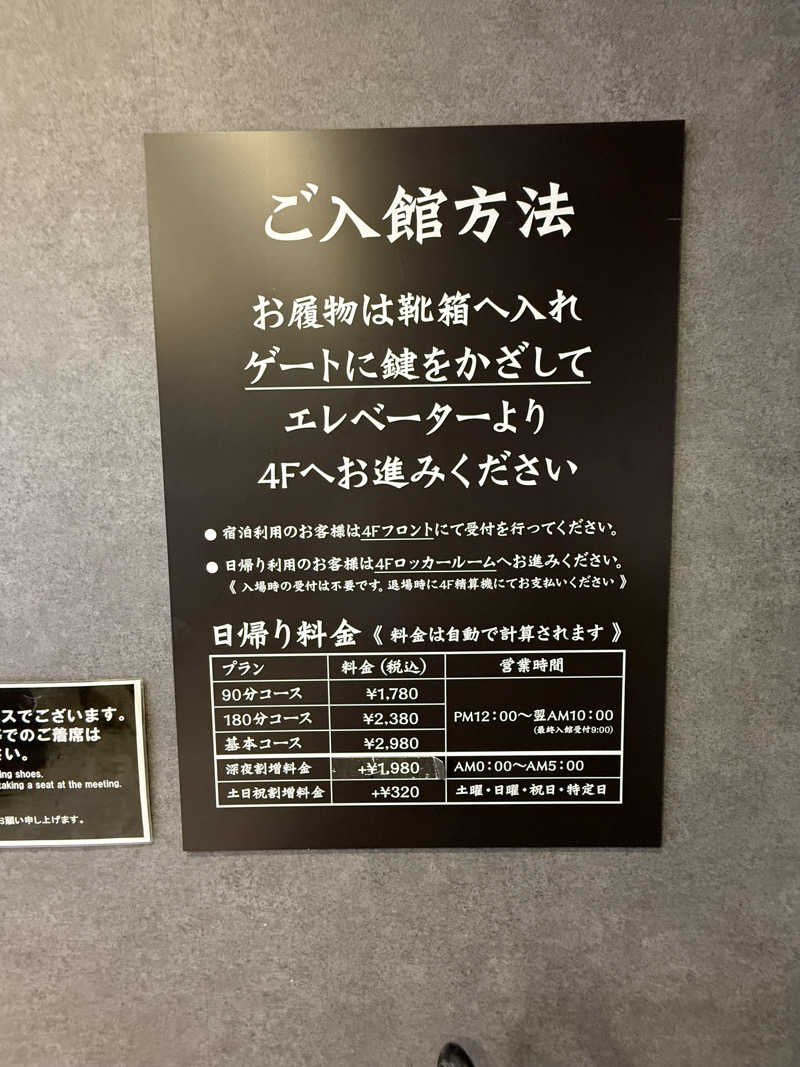 ご入館方法
お履物は靴箱へ入れ
ゲートに鍵をかざして
エレベーターより
4Fへお進みください
● 宿泊利用のお客様は4Fフロントにて受付を行ってください。
● 日帰り利用のお客様は4Fロッカールームへお進みください。
《 入場時の受付は不要です。退場時に4F精算機にてお支払いください 》
日帰り料金《 料金は自動で計算されます 》
プラン 料金(税込) 営業時間
90分コース ¥1,780
180分コース ¥2,380 PM12:00〜翌AM10:00
(最終入館受付9:00)
基本コース ¥2,980
深夜割増料金 +¥1,980 AM0:00〜AM5:00
土日祝割増料金 +¥320 土曜・日曜・祝日・特定日
スでございます。
でのご着席は
さい。
ing shoes.
taking a seat at the meeting.
お願い申し上げます。